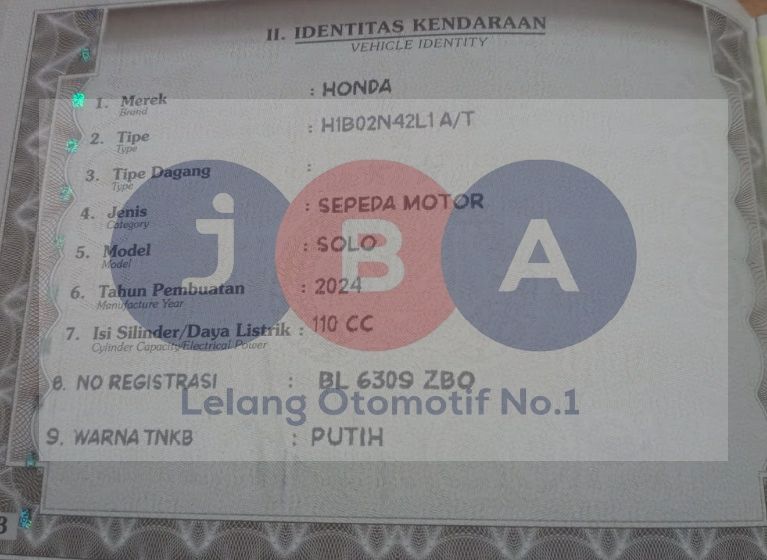 II. IDENTITAS KENDARAAN
VEHICLE IDENTITY
1. Merek : HONDA
Brand
2. Tipe : H1B02N42L1 A/T
Type
3. Tipe Dagang :
Type
4. Jenis : SEPEDA MOTOR
Category
5. Model : SOLO
Model
6. Tahun Pembuatan : 2024
Manufacture Year
7. Isi Silinder/Daya Listrik : 110 CC
Cylinder Capacity/Electrical Power
8. NO REGISTRASI : BL 6309 ZBQ
9. WARNA TNKB : PUTIH
JBA
Lelang Otomotif No.1